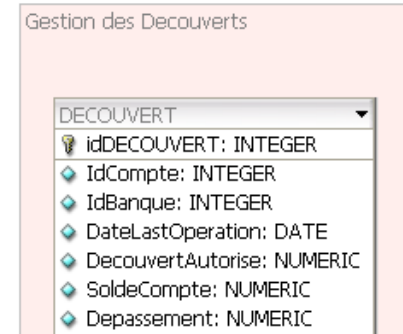 Gestion des Decouverts
DECOUVERT
idDECOUVERT: INTEGER
IdCompte: INTEGER
IdBanque: INTEGER
DateLastOperation: DATE
DecouvertAutorise: NUMERIC
SoldeCompte: NUMERIC
Depassement: NUMERIC